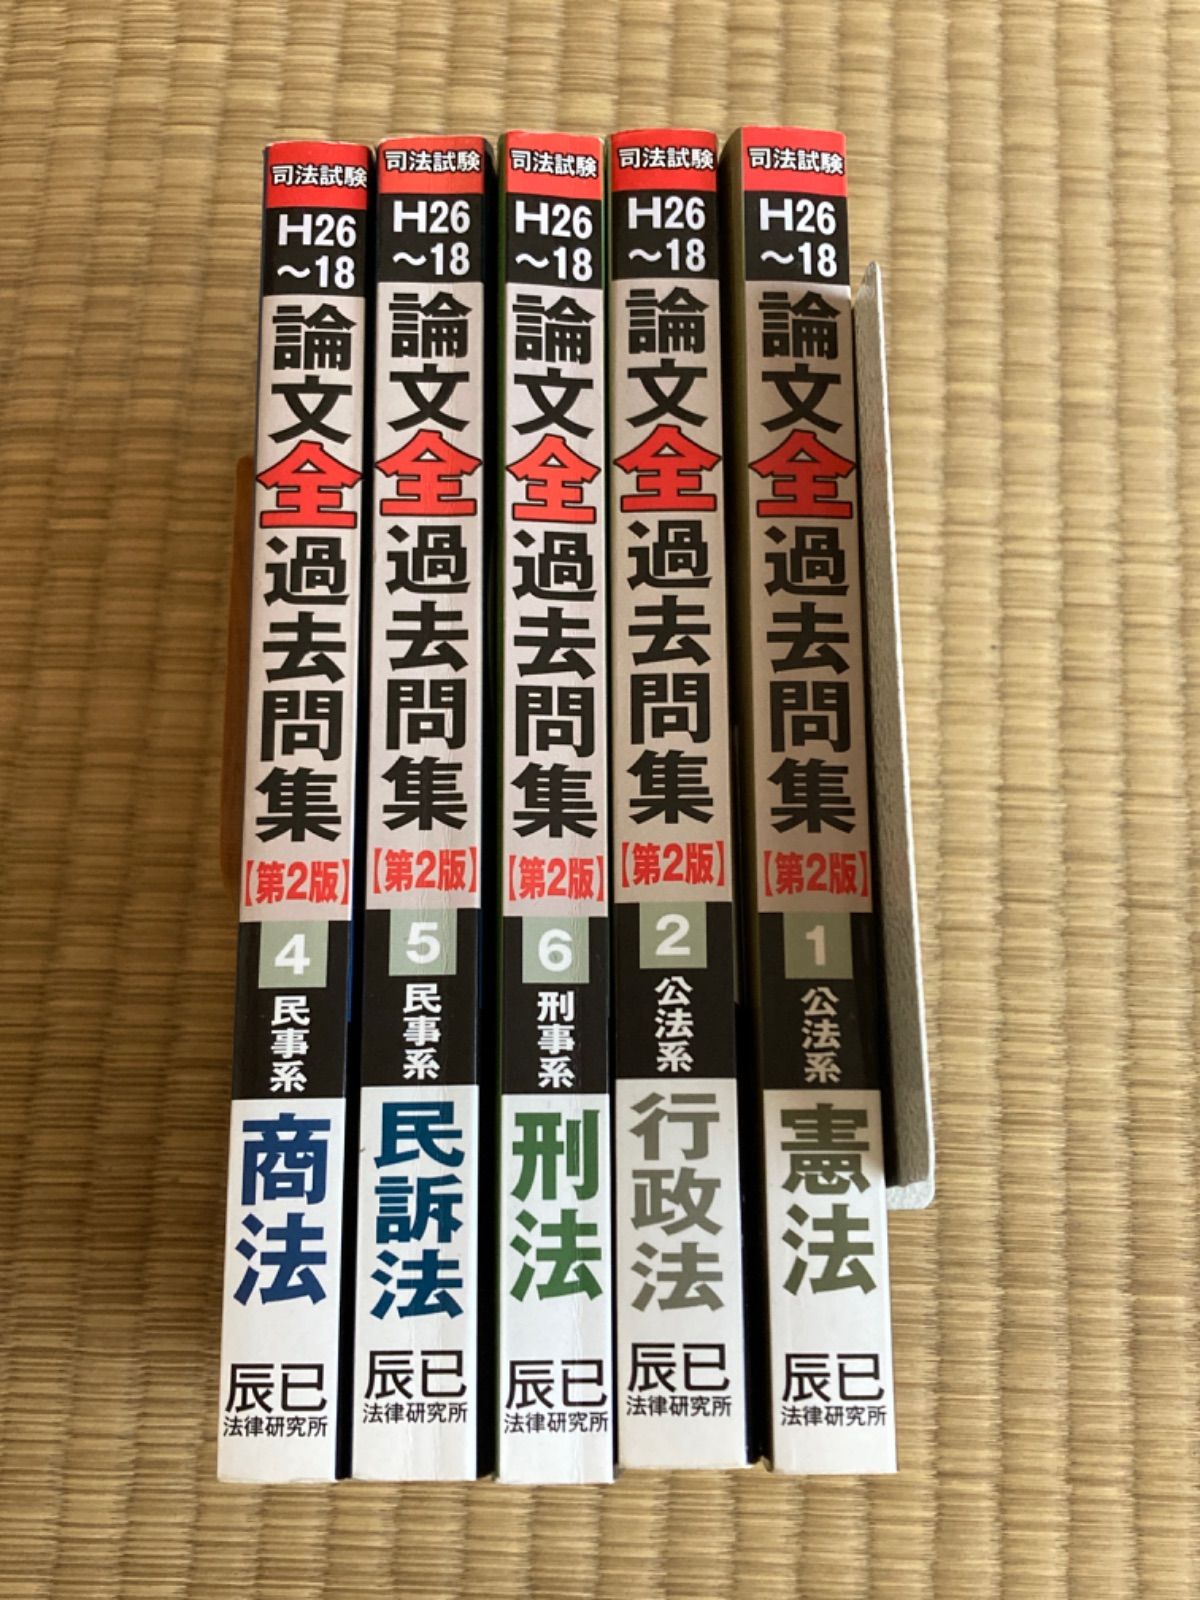 司法試験
H26
～18
論文全過去問集
【第2版】
4
民事系
商法
辰已
法律研究所
司法試験
H26
～18
論文全過去問集
【第2版】
5
民事系
民訴法
辰已
法律研究所
司法試験
H26
～18
論文全過去問集
【第2版】
6
刑事系
刑法
辰已
法律研究所
司法試験
H26
～18
論文全過去問集
【第2版】
2
公法系
行政法
辰已
法律研究所
司法試験
H26
～18
論文全過去問集
【第2版】
1
公法系
憲法
辰已
法律研究所